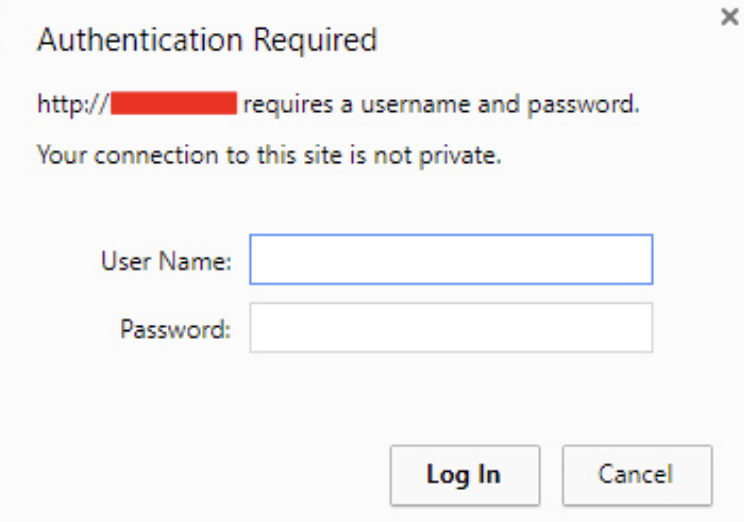 Authentication Required
http:// requires a username and password.
Your connection to this site is not private.
User Name:
Password:
Log In
Cancel